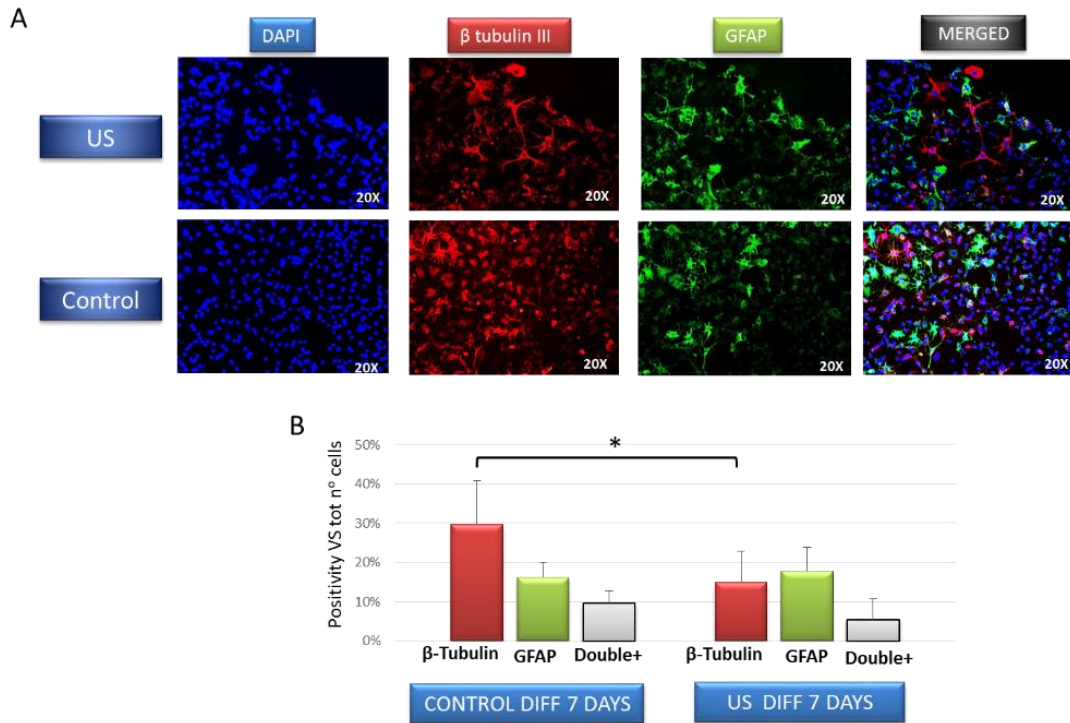 A
DAPI
β tubulin III
GFAP
MERGED
US
20X
20X
20X
20X
Control
20X
20X
20X
20X
B
*
Positivity VS tot n° cells
50%
40%
30%
20%
10%
0%
β-Tubulin
GFAP
Double+
β-Tubulin
GFAP
Double+
CONTROL DIFF 7 DAYS
US DIFF 7 DAYS